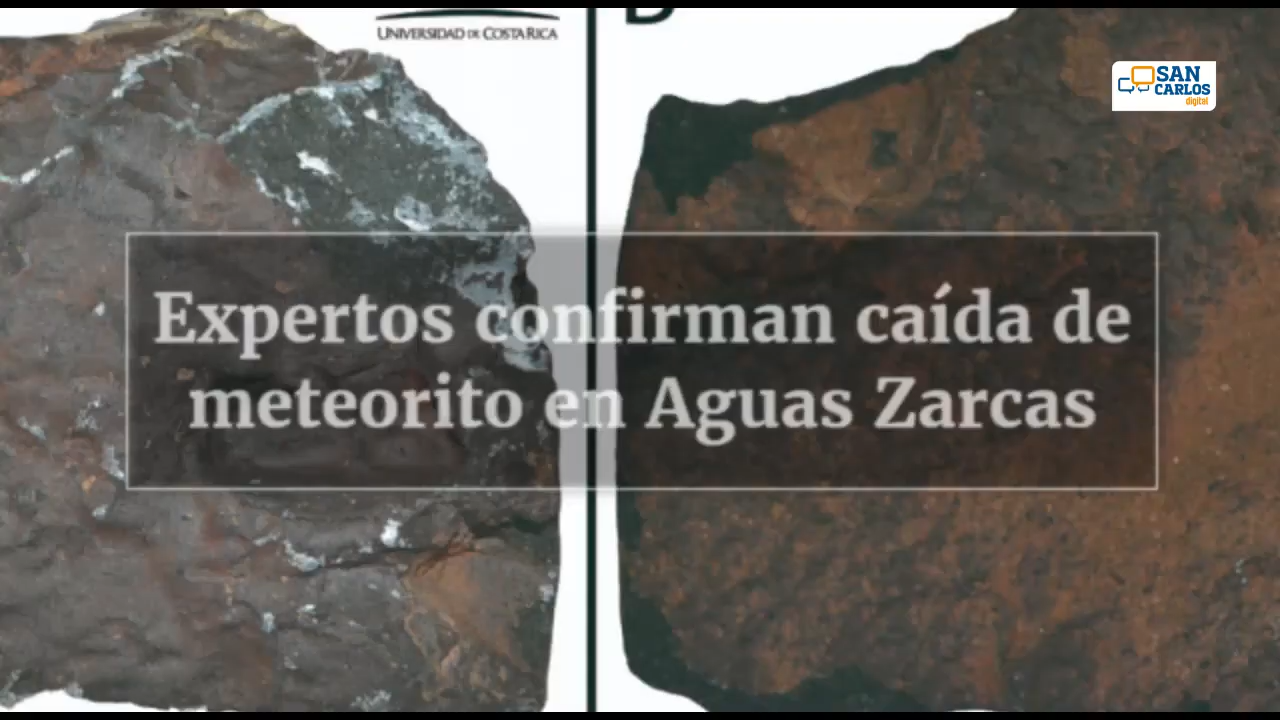 UNIVERSIDAD DE COSTA RICA
SAN
CARLOS
digital
Expertos confirman caída de
meteorito en Aguas Zarcas